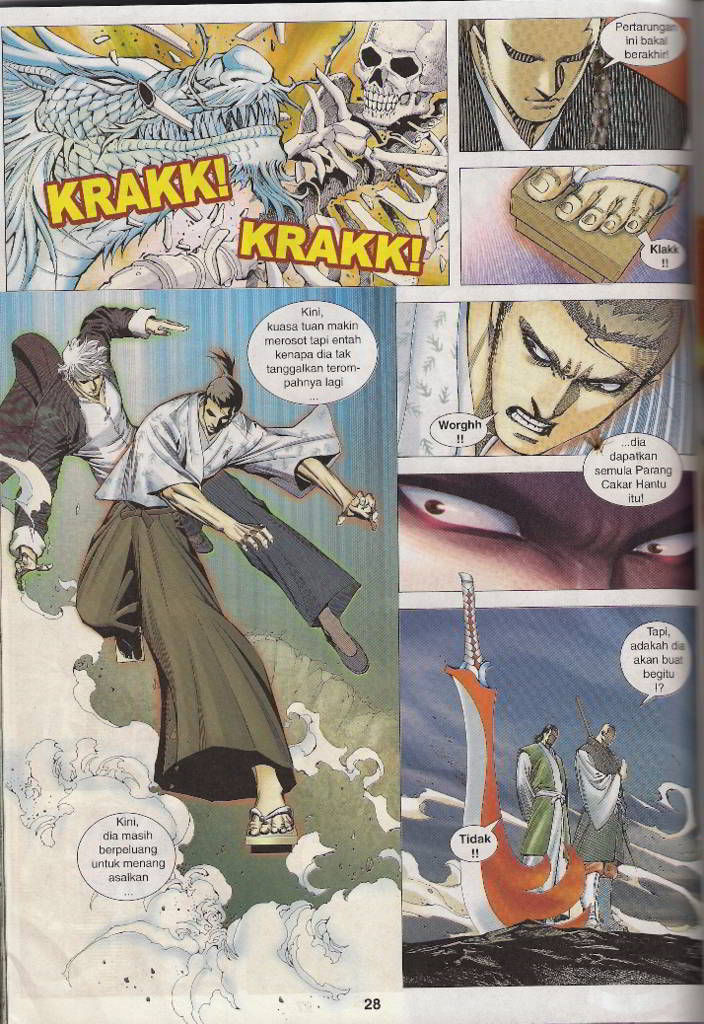 KRAKK!
KRAKK!
Pertarungan
ini bakal
berakhir!
Klakk
!!
Kini,
kuasa tuan makin
merosot tapi entah
kenapa dia tak
tanggalkan terom-
pahnya lagi
...
Worghh
!!
Kini,
dia masih
berpeluang
untuk menang
asalkan
...
...dia
dapatkan
semula Parang
Cakar Hantu
itu!
Tapi,
adakah dia
akan buat
begitu
!?
Tidak
!!
28